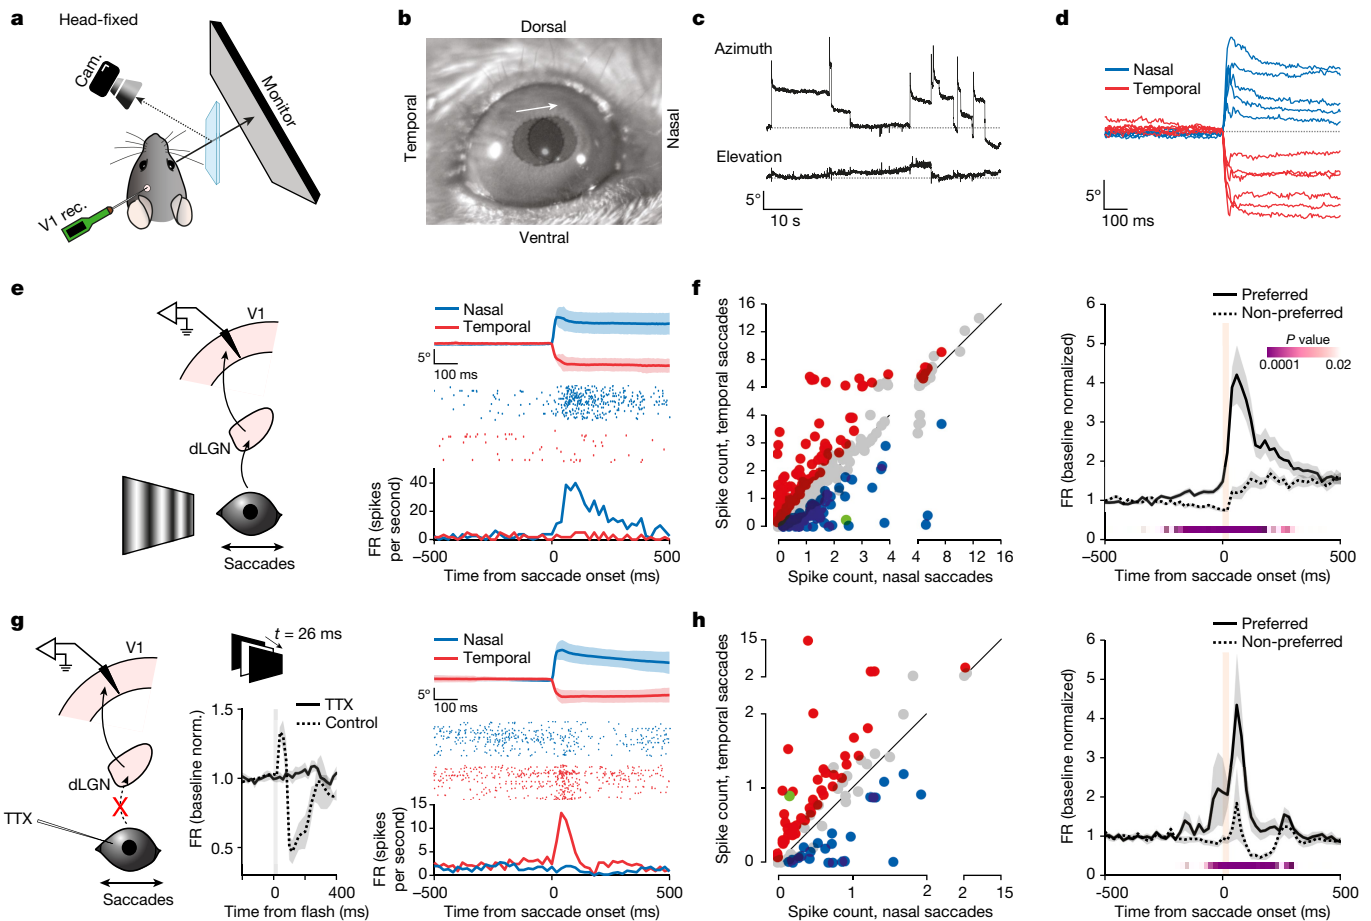 a
Head-fixed
Cam.
Monitor
V1 rec.
b
Dorsal
Temporal
Nasal
Ventral
c
Azimuth
Elevation
5°
10 s
d
Nasal
Temporal
5°
100 ms
e
V1
dLGN
Saccades
Nasal
Temporal
5°
100 ms
FR (spikes
per second)
40
20
0
–500
0
500
Time from saccade onset (ms)
f
Spike count, temporal saccades
16
12
8
4
4
3
2
1
0
0 1 2 3 4 4 8 12 16
Spike count, nasal saccades
Preferred
Non-preferred
P value
0.0001 0.02
FR (baseline normalized)
6
5
4
3
2
1
0
–500 0 500
Time from saccade onset (ms)
g
V1
dLGN
X
TTX
Saccades
t = 26 ms
TTX
Control
FR (baseline norm.)
1.5
1.0
0.5
0 400
Time from flash (ms)
Nasal
Temporal
5°
100 ms
FR (spikes
per second)
15
10
5
0
–500 0 500
Time from saccade onset (ms)
h
Spike count, temporal saccades
15
2
2
1
0
0 1 2 2 15
Spike count, nasal saccades
Preferred
Non-preferred
FR (baseline normalized)
6
5
4
3
2
1
0
–500 0 500
Time from saccade onset (ms)